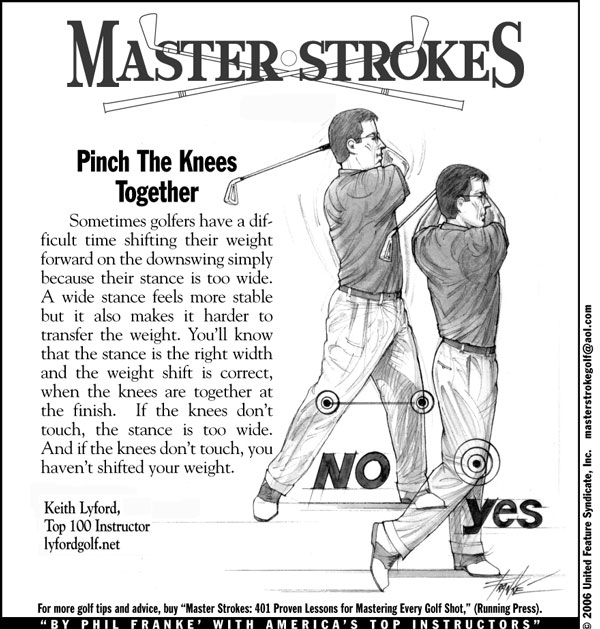 MASTER STROKES
Pinch The Knees
Together
Sometimes golfers have a dif-
ficult time shifting their weight
forward on the downswing simply
because their stance is too wide.
A wide stance feels more stable
but it also makes it harder to
transfer the weight. You'll know
that the stance is the right width
and the weight shift is correct,
when the knees are together at
the finish. If the knees don't
touch, the stance is too wide.
And if the knees don't touch, you
haven't shifted your weight.
Keith Lyford,
Top 100 Instructor
lyfordgolf.net
NO
yes
FRANKE
For more golf tips and advice, buy "Master Strokes: 401 Proven Lessons for Mastering Every Golf Shot," (Running Press).
"BY PHIL FRANKE' WITH AMERICA'S TOP INSTRUCTORS"
© 2006 United Feature Syndicate, Inc. masterstrokegolf@aol.com